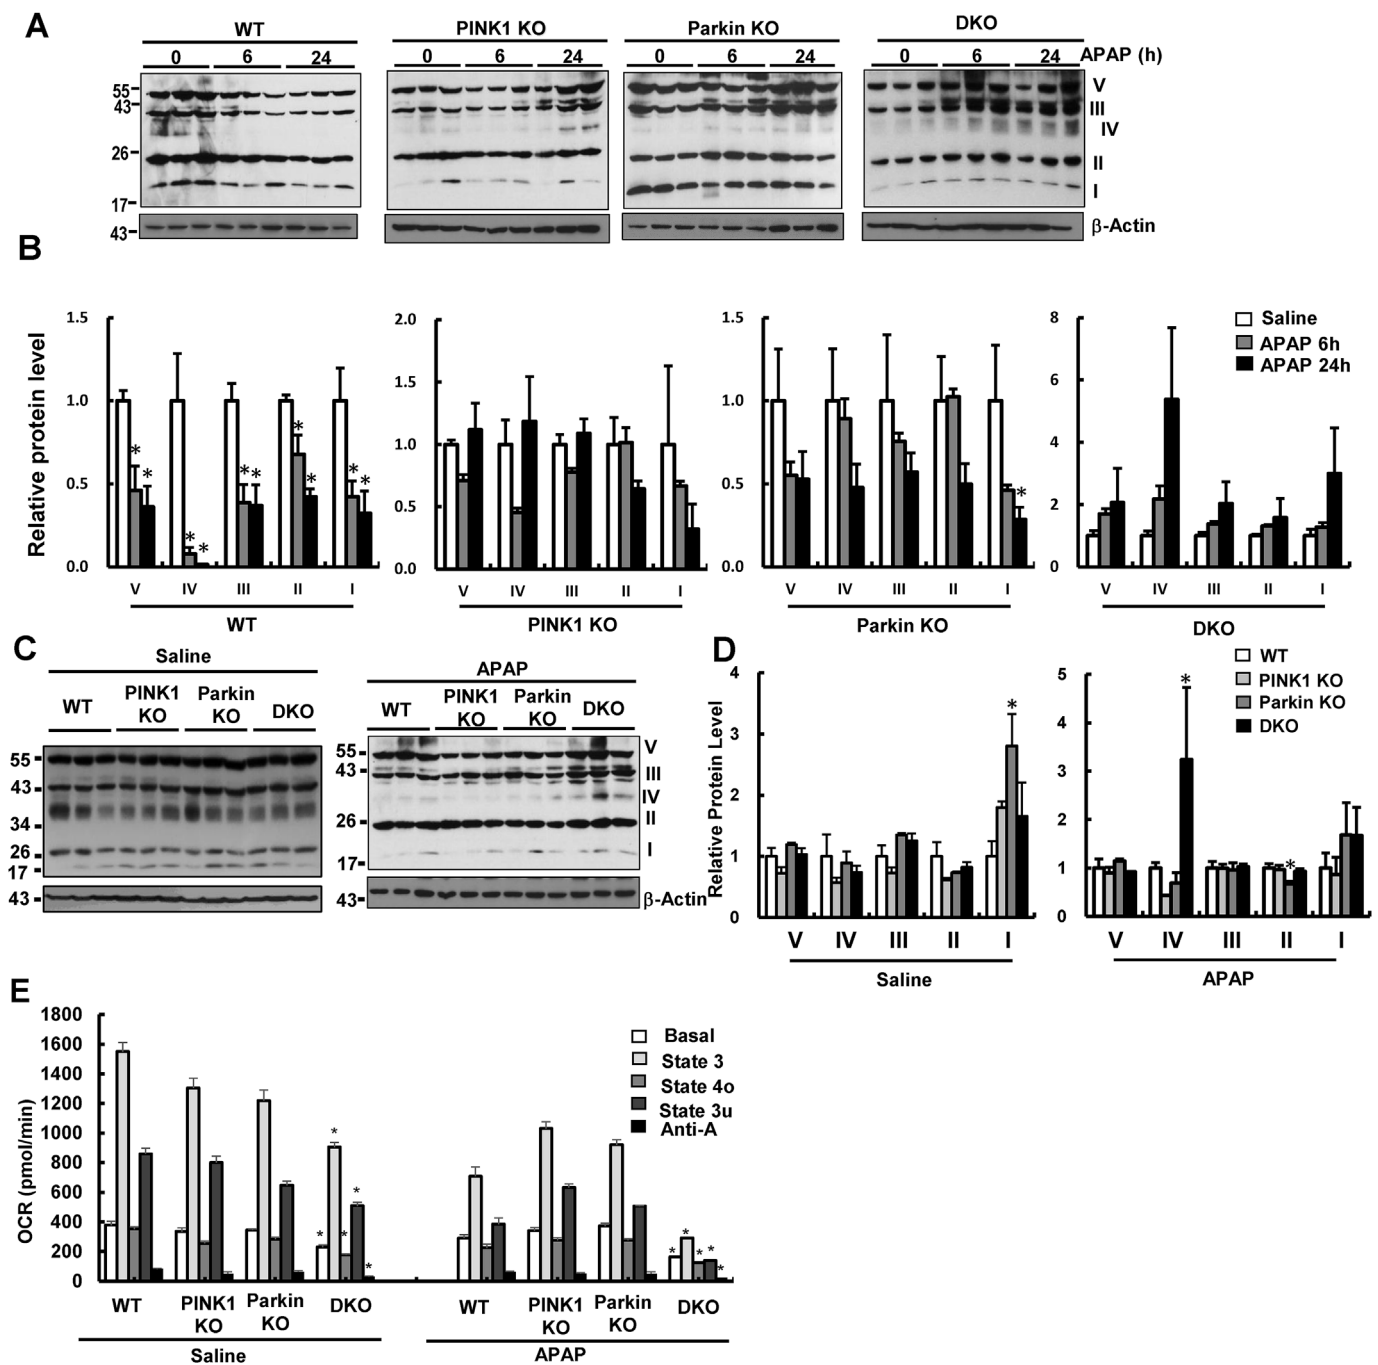 A
WT PINK1 KO Parkin KO DKO
0 6 24 0 6 24 0 6 24 0 6 24 APAP (h)
55 V
43 III
IV
26 II
I
17
43 β-Actin
B
Saline
APAP 6h
APAP 24h
Relative protein level
1.5 2.0 1.5 8
1.5 6
1.0 1.0 1.0 4
0.5 0.5 0.5 2
0.0 0.0 0.0 0
V IV III II I V IV III II I V IV III II I V IV III II I
* * * * * * * * * * *
WT PINK1 KO Parkin KO DKO
C
Saline APAP
WT PINK1 KO Parkin KO DKO WT PINK1 KO Parkin KO DKO
55 43 34 26 17 43
55 43 26 17 43
V
III
IV
II
I
β-Actin
D
WT
PINK1 KO
Parkin KO
DKO
Relative Protein Level
4 3 2 1 0
5 4 3 2 1 0
* * *
V IV III II I V IV III II I
Saline APAP
E
Basal
State 3
State 4o
State 3u
Anti-A
OCR (pmol/min)
1800
1600
1400
1200
1000
800
600
400
200
0
* * * * * * * * * *
WT PINK1 KO Parkin KO DKO WT PINK1 KO Parkin KO DKO
Saline APAP